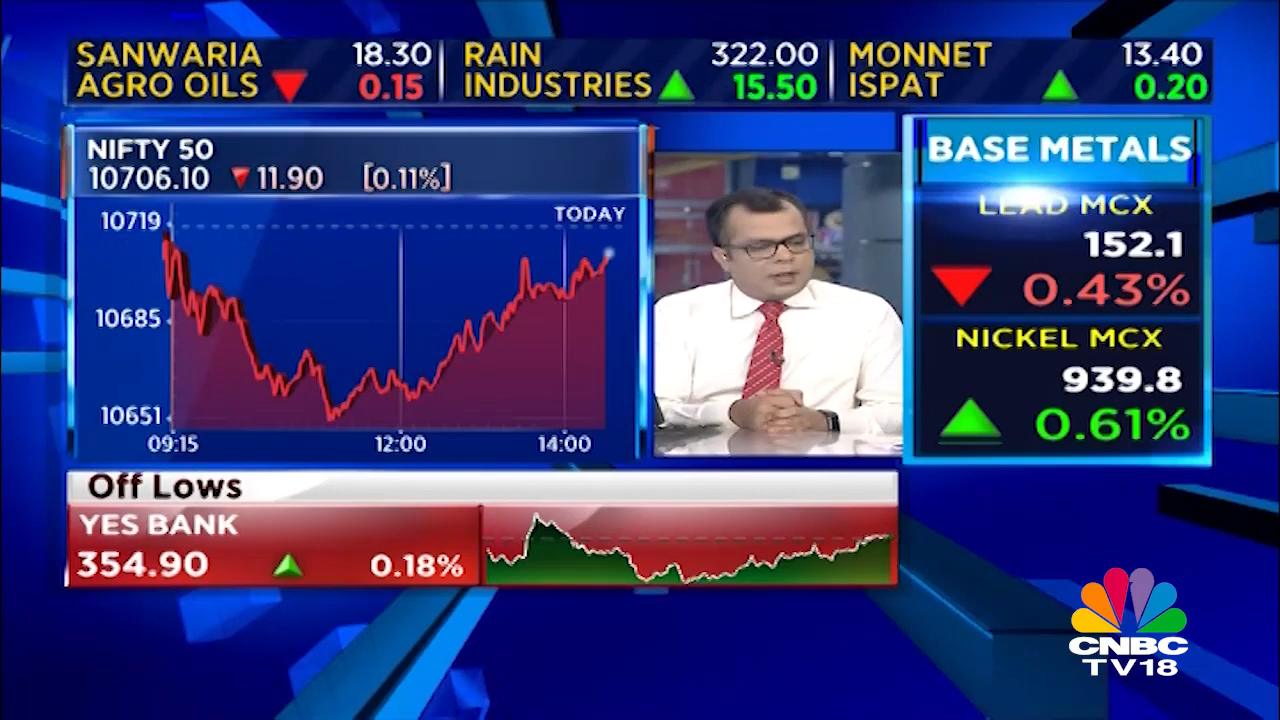 SANWARIA 18.30
AGRO OILS 0.15
RAIN 322.00
INDUSTRIES 15.50
MONNET 13.40
ISPAT 0.20
NIFTY 50
10706.10 11.90 [0.11%]
TODAY
10719
10685
10651
09:15 12:00 14:00
BASE METALS
LEAD MCX
152.1
0.43%
NICKEL MCX
939.8
0.61%
Off Lows
YES BANK
354.90 0.18%
CNBC
TV18